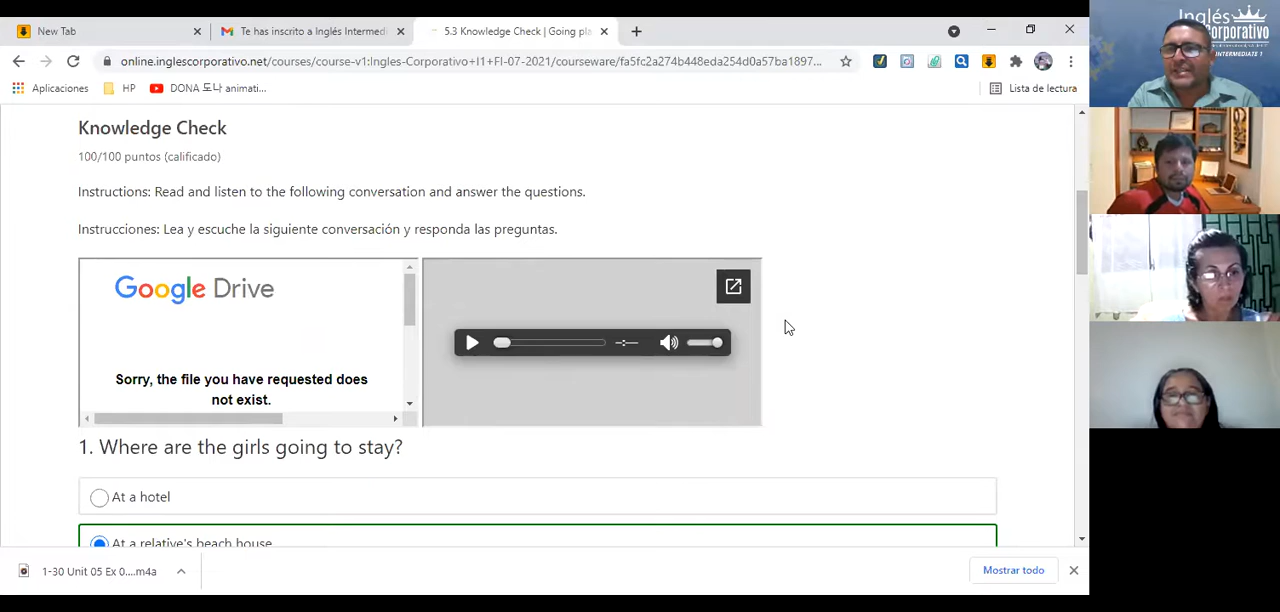 New Tab
Te has inscrito a Inglés Intermedi
5.3 Knowledge Check | Going pla
online.inglescorporativo.net/courses/course-v1:Ingles-Corporativo+I1+FI-07-2021/courseware/fa5fc2a274b448eda254d0a57ba1897...
Aplicaciones
HP
DONA 도나 animati...
Lista de lectura
Knowledge Check
100/100 puntos (calificado)
Instructions: Read and listen to the following conversation and answer the questions.
Instrucciones: Lea y escuche la siguiente conversación y responda las preguntas.
Google Drive
Sorry, the file you have requested does
not exist.
1. Where are the girls going to stay?
At a hotel
At a relative's beach house
1-30 Unit 05 Ex 0....m4a
Mostrar todo
Inglés
Corporativo
INTERMEDIATE 1